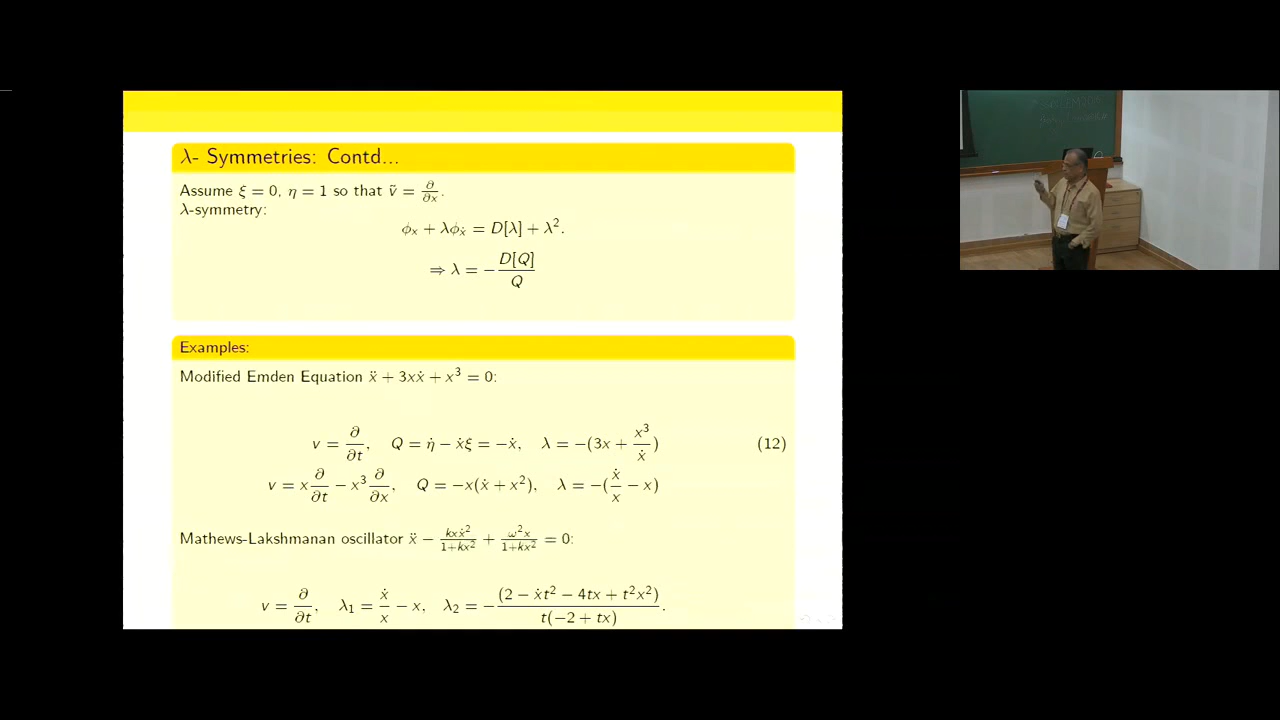 λ- Symmetries: Contd...
Assume ξ = 0, η = 1 so that ṽ = ∂/∂x.
λ-symmetry:
ϕₓ + λϕ_ẋ = D[λ] + λ².
⇒ λ = − D[Q]/Q
Examples:
Modified Emden Equation ẍ + 3xẋ + x³ = 0:
v = ∂/∂t, Q = η̇ − ẋξ = −ẋ, λ = −(3x + x³/ẋ) (12)
v = x ∂/∂t − x³ ∂/∂x, Q = −x(ẋ + x²), λ = −(ẋ/x − x)
Mathews-Lakshmanan oscillator ẍ − kxẋ²/1+kx² + ω²x/1+kx² = 0:
v = ∂/∂t, λ₁ = ẋ/x − x, λ₂ = − (2 − ẋt² − 4tx + t²x²)/t(−2 + tx).